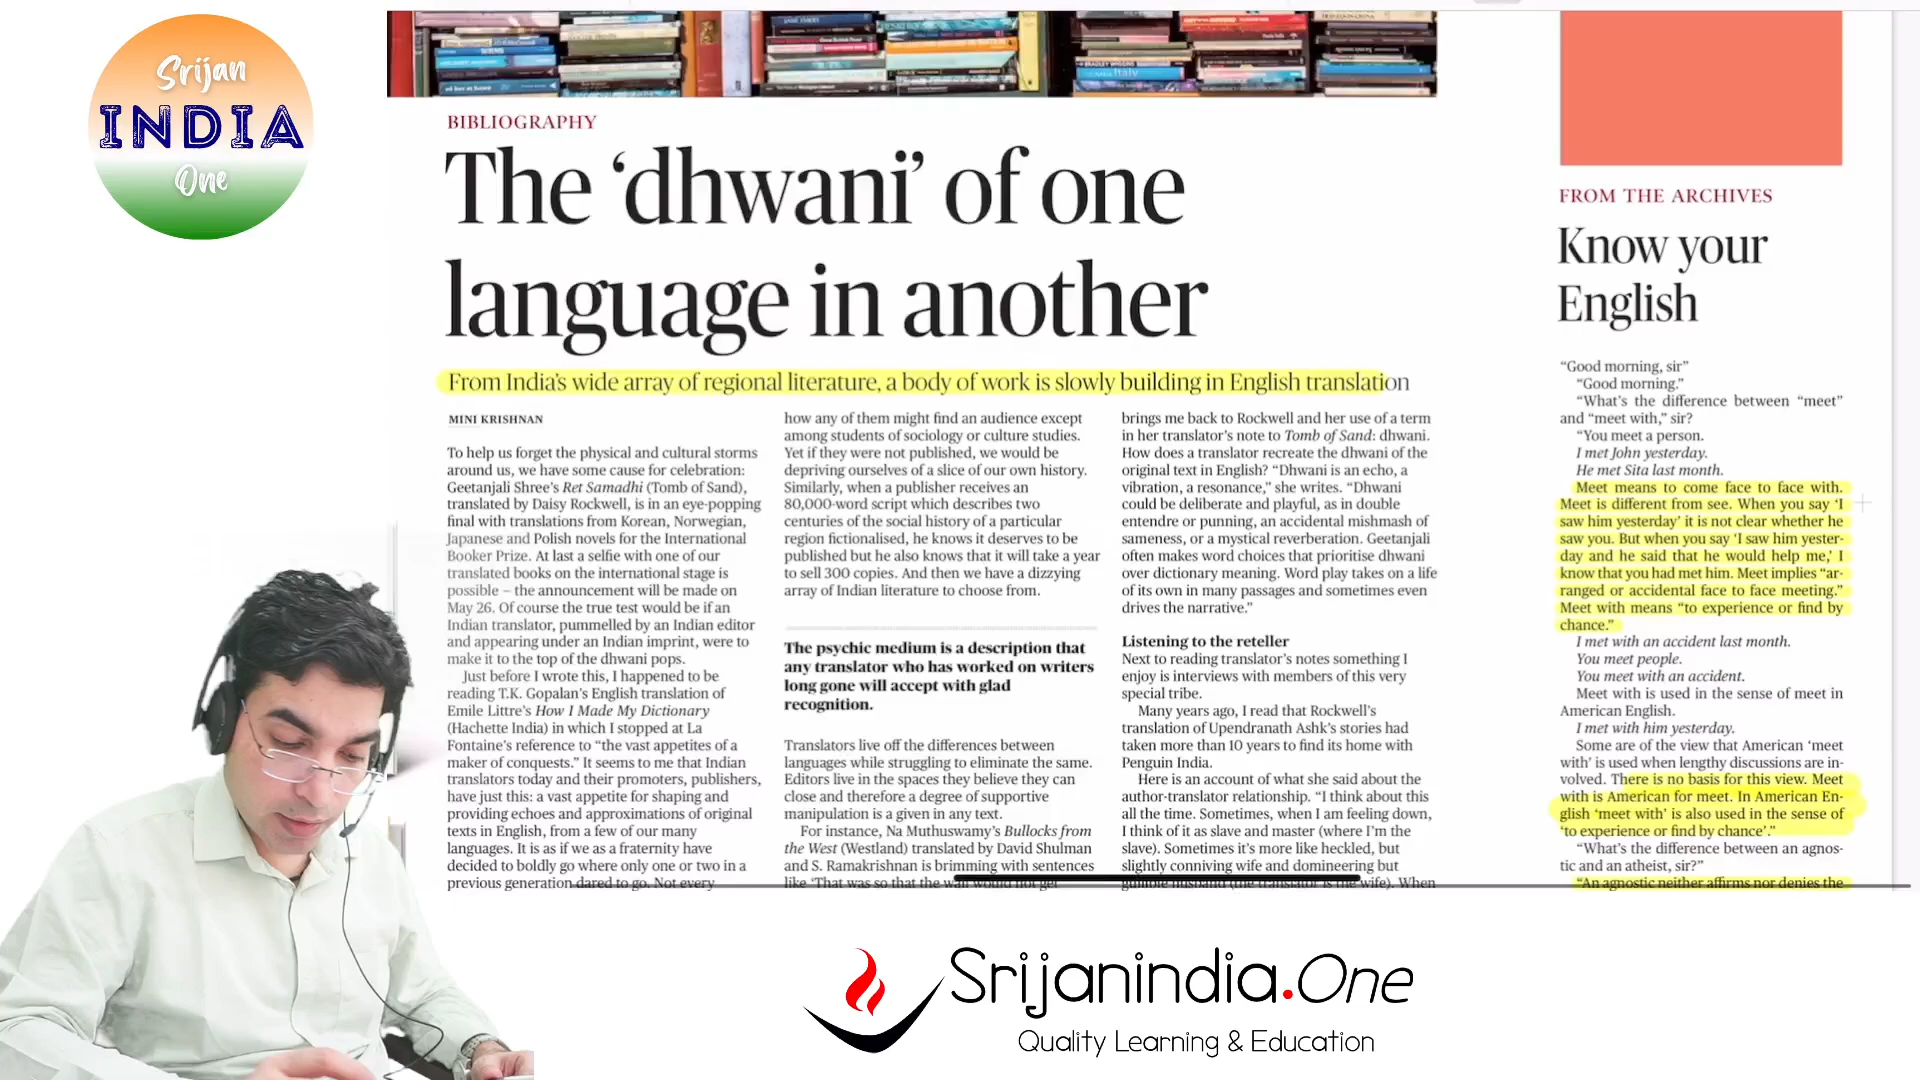 Srijan
INDIA
One
BIBLIOGRAPHY
The ‘dhwani’ of one
language in another
From India’s wide array of regional literature, a body of work is slowly building in English translation
MINI KRISHNAN
To help us forget the physical and cultural storms
around us, we have some cause for celebration:
Geetanjali Shree’s Ret Samadhi (Tomb of Sand),
translated by Daisy Rockwell, is in an eye-popping
final with translations from Korean, Norwegian,
Japanese and Polish novels for the International
Booker Prize. At last a selfie with one of our
translated books on the international stage is
possible – the announcement will be made on
May 26. Of course the true test would be if an
Indian translator, pummelled by an Indian editor
and appearing under an Indian imprint, were to
make it to the top of the dhwani pops.
Just before I wrote this, I happened to be
reading T.K. Gopalan’s English translation of
Emile Littre’s How I Made My Dictionary
(Hachette India) in which I stopped at La
Fontaine’s reference to “the vast appetites of a
maker of conquests.” It seems to me that Indian
translators today and their promoters, publishers,
have just this: a vast appetite for shaping and
providing echoes and approximations of original
texts in English, from a few of our many
languages. It is as if we as a fraternity have
decided to boldly go where only one or two in a
previous generation dared to go. Not every
how any of them might find an audience except
among students of sociology or culture studies.
Yet if they were not published, we would be
depriving ourselves of a slice of our own history.
Similarly, when a publisher receives an
80,000-word script which describes two
centuries of the social history of a particular
region fictionalised, he knows it deserves to be
published but he also knows that it will take a year
to sell 300 copies. And then we have a dizzying
array of Indian literature to choose from.
The psychic medium is a description that
any translator who has worked on writers
long gone will accept with glad
recognition.
Translators live off the differences between
languages while struggling to eliminate the same.
Editors live in the spaces they believe they can
close and therefore a degree of supportive
manipulation is a given in any text.
For instance, Na Muthuswamy’s Bullocks from
the West (Westland) translated by David Shulman
and S. Ramakrishnan is brimming with sentences
like ‘That was so that the wall would not get
brings me back to Rockwell and her use of a term
in her translator’s note to Tomb of Sand: dhwani.
How does a translator recreate the dhwani of the
original text in English? “Dhwani is an echo, a
vibration, a resonance,” she writes. “Dhwani
could be deliberate and playful, as in double
entendre or punning, an accidental mishmash of
sameness, or a mystical reverberation. Geetanjali
often makes word choices that prioritise dhwani
over dictionary meaning. Word play takes on a life
of its own in many passages and sometimes even
drives the narrative.”
Listening to the reteller
Next to reading translator’s notes something I
enjoy is interviews with members of this very
special tribe.
Many years ago, I read that Rockwell’s
translation of Upendranath Ashk’s stories had
taken more than 10 years to find its home with
Penguin India.
Here is an account of what she said about the
author-translator relationship. “I think about this
all the time. Sometimes, when I am feeling down,
I think of it as slave and master (where I’m the
slave). Sometimes it’s more like heckled, but
slightly conniving wife and domineering but
gullible husband (the translator is the wife). When
FROM THE ARCHIVES
Know your
English
“Good morning, sir”
“Good morning.”
“What’s the difference between “meet”
and “meet with,” sir?
“You meet a person.
I met John yesterday.
He met Sita last month.
Meet means to come face to face with.
Meet is different from see. When you say ‘I
saw him yesterday’ it is not clear whether he
saw you. But when you say ‘I saw him yester-
day and he said that he would help me,’ I
know that you had met him. Meet implies “ar-
ranged or accidental face to face meeting.”
Meet with means “to experience or find by
chance.”
I met with an accident last month.
You meet people.
You meet with an accident.
Meet with is used in the sense of meet in
American English.
I met with him yesterday.
Some are of the view that American ‘meet
with’ is used when lengthy discussions are in-
volved. There is no basis for this view. Meet
with is American for meet. In American En-
glish ‘meet with’ is also used in the sense of
‘to experience or find by chance’.”
“What’s the difference between an agnos-
tic and an atheist, sir?”
“An agnostic neither affirms nor denies the
Srijanindia.One
Quality Learning & Education